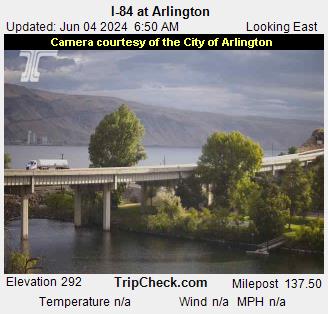 I-84 at Arlington
Updated: Jun 04 2024 6:50 AM Looking East
Camera courtesy of the City of Arlington
Elevation 292 TripCheck.com Milepost 137.50
Temperature n/a Wind n/a MPH n/a